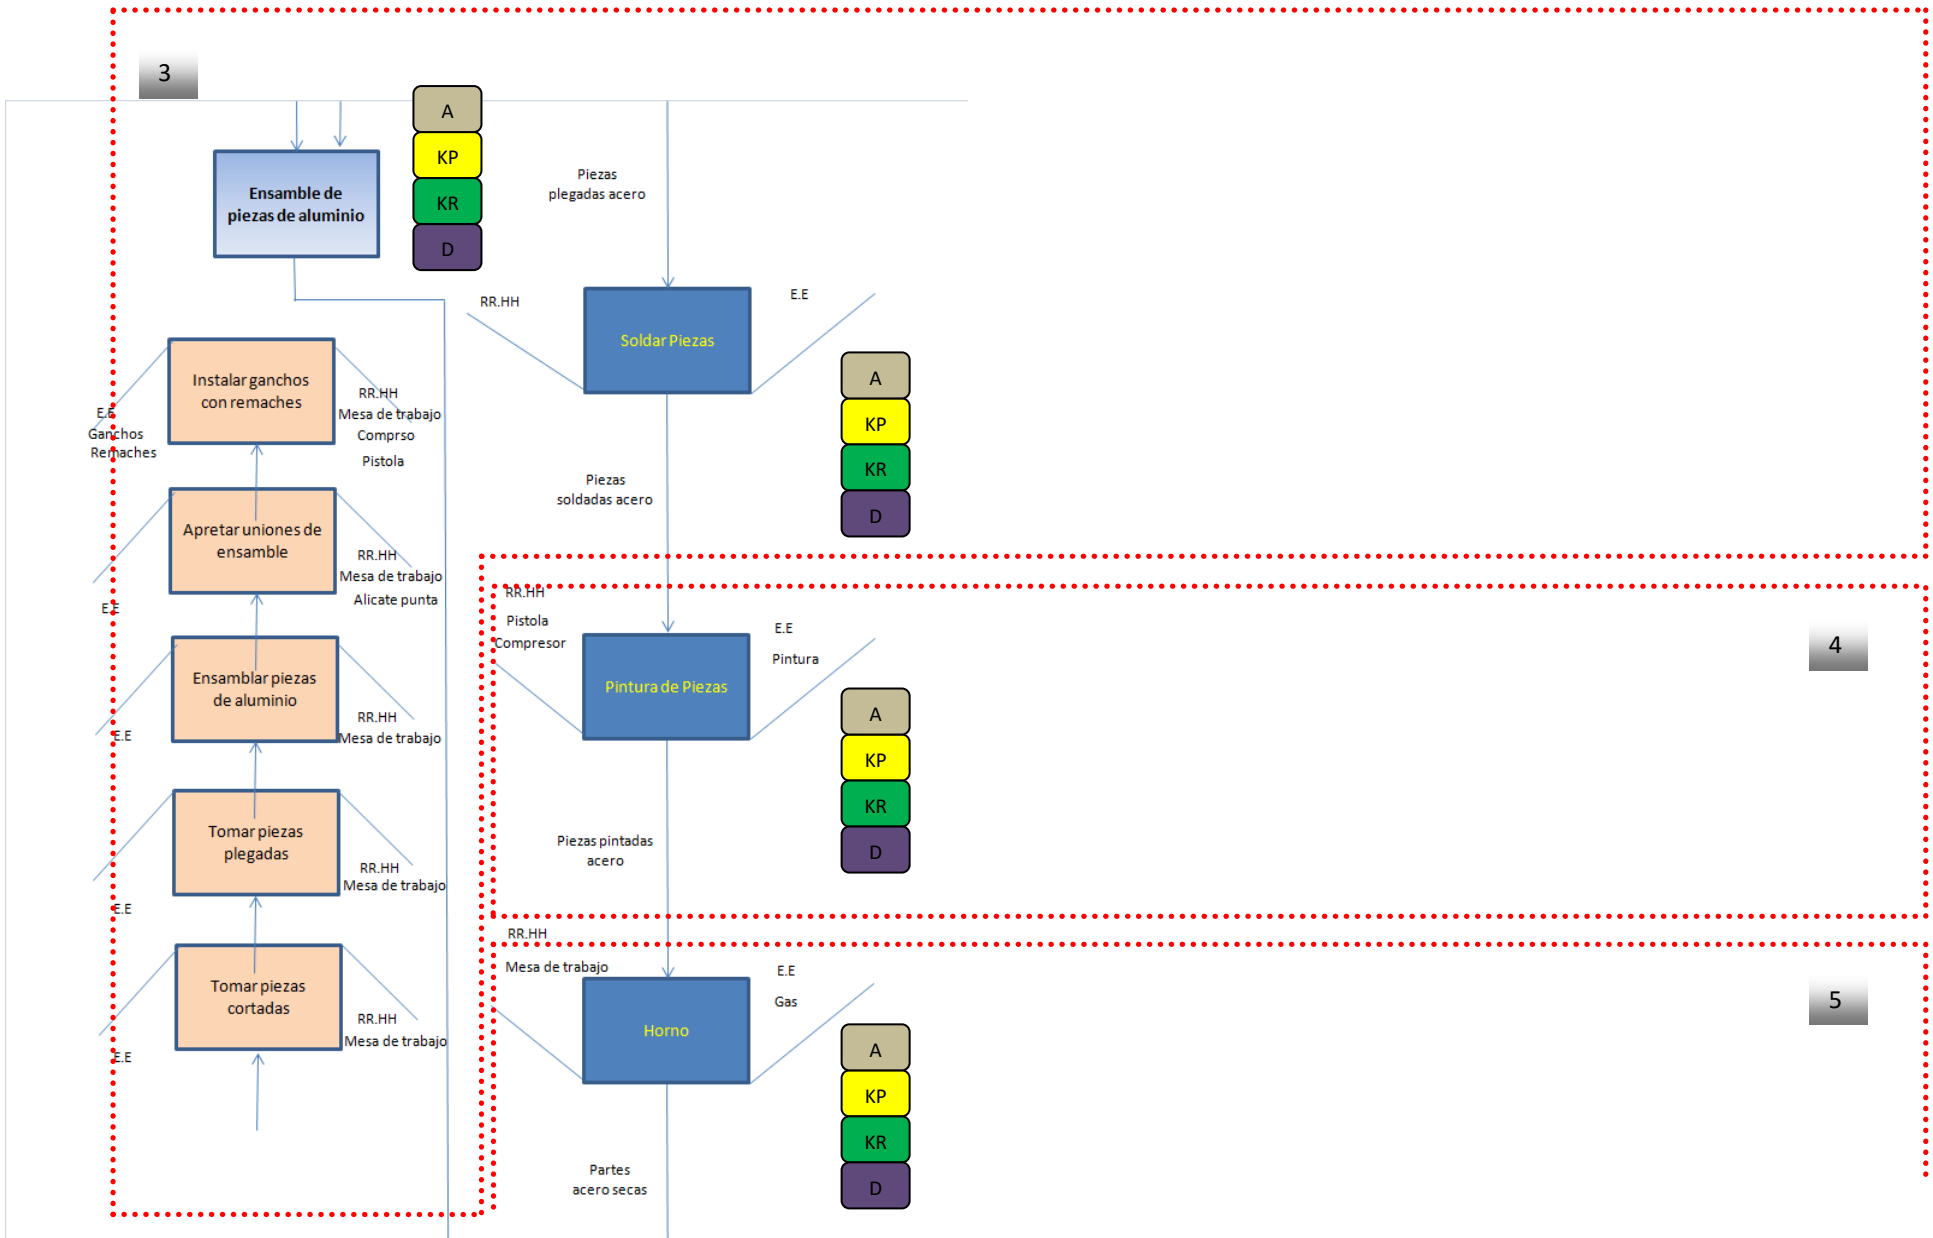 3
A
KP
KR
D
Ensamble de
piezas de aluminio
Piezas
plegadas acero
RR.HH
E.E
Soldar Piezas
A
KP
KR
D
Piezas
soldadas acero
Instalar ganchos
con remaches
E.E
Ganchos
Remaches
RR.HH
Mesa de trabajo
Comprso
Pistola
Apretar uniones de
ensamble
E.E
RR.HH
Mesa de trabajo
Alicate punta
Ensamblar piezas
de aluminio
E.E
RR.HH
Mesa de trabajo
Tomar piezas
plegadas
E.E
RR.HH
Mesa de trabajo
Tomar piezas
cortadas
E.E
RR.HH
Mesa de trabajo
4
RR.HH
Pistola
Compresor
E.E
Pintura
Pintura de Piezas
A
KP
KR
D
Piezas pintadas
acero
5
RR.HH
Mesa de trabajo
E.E
Gas
Horno
A
KP
KR
D
Partes
acero secas